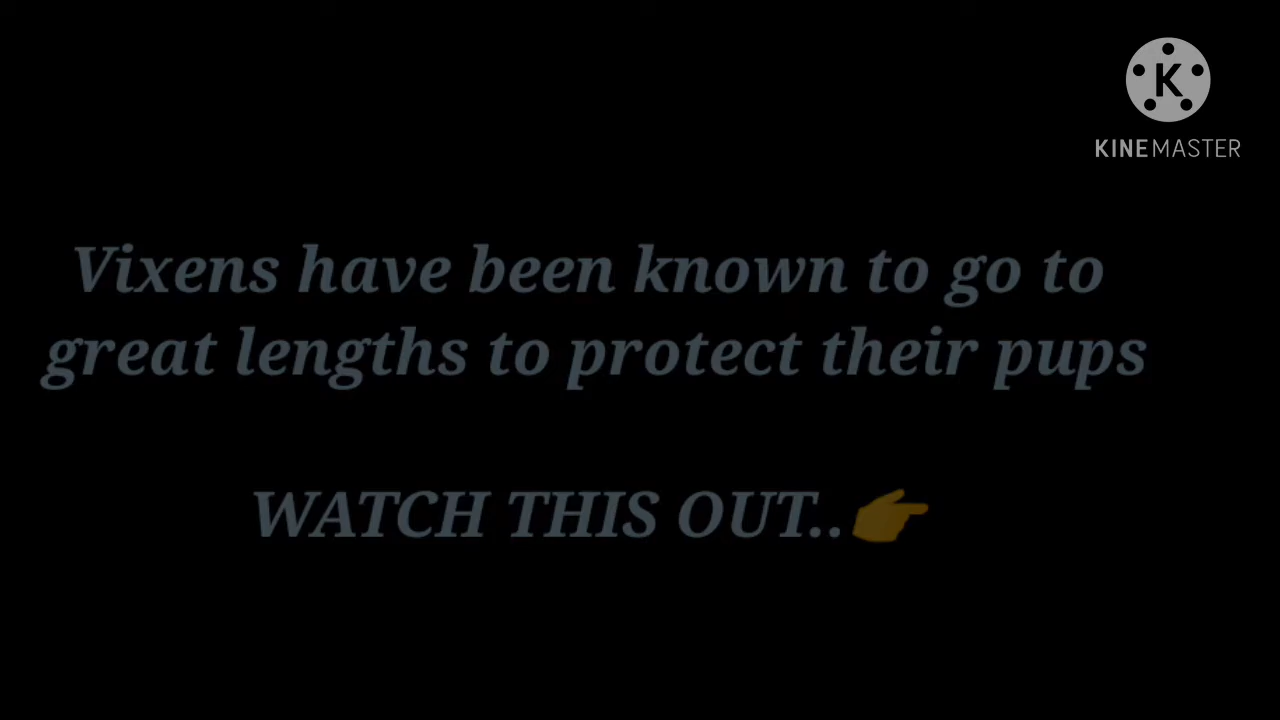 K
KINEMASTER
Vixens have been known to go to
great lengths to protect their pups
WATCH THIS OUT..👉